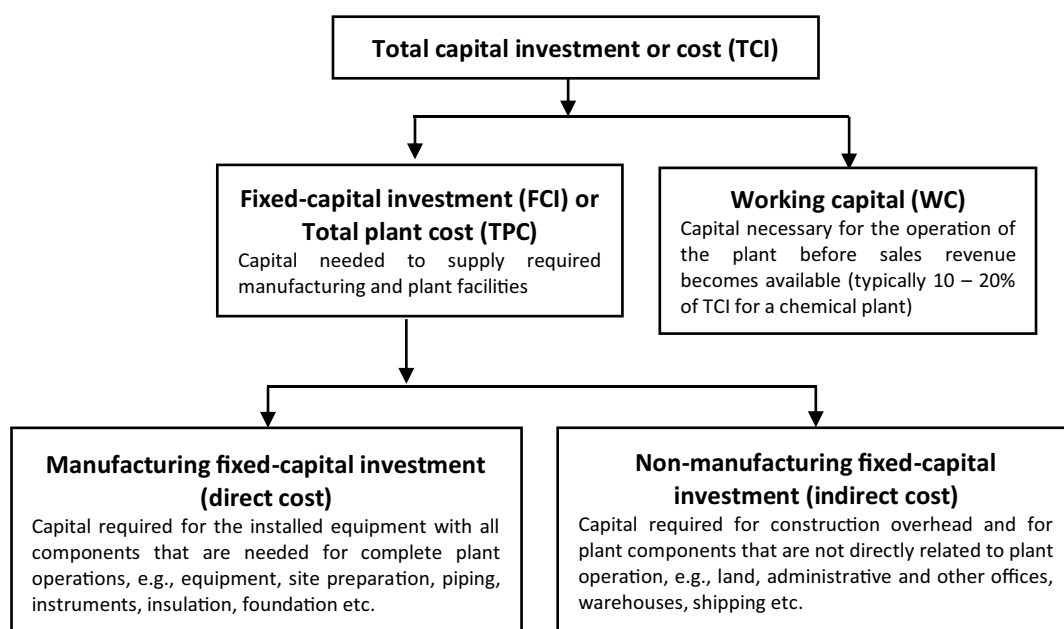 Total capital investment or cost (TCI)
Fixed-capital investment (FCI) or
Total plant cost (TPC)
Capital needed to supply required
manufacturing and plant facilities
Working capital (WC)
Capital necessary for the operation of
the plant before sales revenue
becomes available (typically 10 – 20%
of TCI for a chemical plant)
Manufacturing fixed-capital investment
(direct cost)
Capital required for the installed equipment with all
components that are needed for complete plant
operations, e.g., equipment, site preparation, piping,
instruments, insulation, foundation etc.
Non-manufacturing fixed-capital
investment (indirect cost)
Capital required for construction overhead and for
plant components that are not directly related to plant
operation, e.g., land, administrative and other offices,
warehouses, shipping etc.